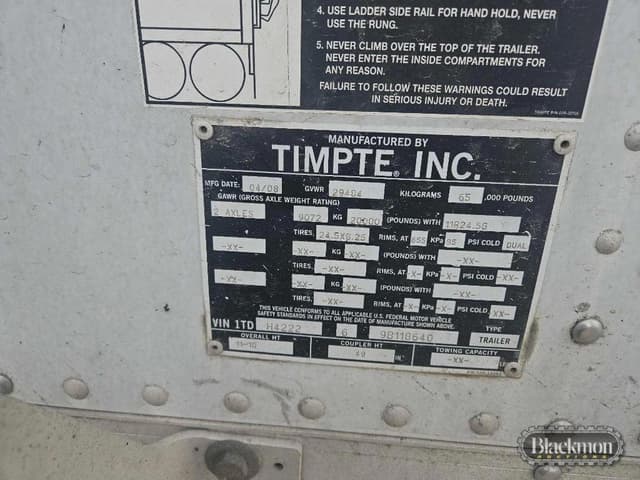 4. USE LADDER SIDE RAIL FOR HAND HOLD, NEVER
USE THE RUNG.
5. NEVER CLIMB OVER THE TOP OF THE TRAILER.
NEVER ENTER THE INSIDE COMPARTMENTS FOR
ANY REASON.
FAILURE TO FOLLOW THESE WARNINGS COULD RESULT
IN SERIOUS INJURY OR DEATH.
MANUFACTURED BY
TIMPTE® INC.
MFG DATE: 04/08 GVWR 29484 KILOGRAMS 65 ,000 POUNDS
GAWR (GROSS AXLE WEIGHT RATING)
2 AXLES 9072 KG 20000 (POUNDS) WITH 11R24.5G
TIRES, 24.5X8.25 RIMS, AT 655 KPa 95 PSI COLD DUAL
-XX- -XX- KG -XX- (POUNDS) WITH -XX-
TIRES, -XX- RIMS, AT -X- KPa -X- PSI COLD -XX-
-XX- -XX- KG -XX- (POUNDS) WITH -XX-
TIRES, -XX- RIMS, AT -X- KPa -X- PSI COLD -XX-
THIS VEHICLE CONFORMS TO ALL APPLICABLE U.S. FEDERAL MOTOR VEHICLE
SAFETY STANDARDS IN EFFECT ON THE DATE OF MANUFACTURE SHOWN ABOVE.
TYPE
VIN 1TD H4222 6 98118640 TRAILER
OVERALL HT COUPLER HT TOWING CAPACITY
-XX-
Blackmon
AUCTIONS